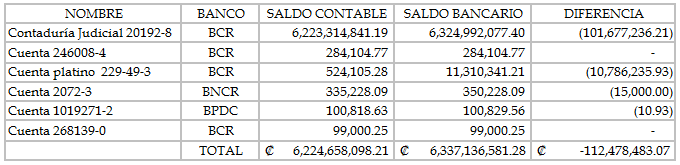 NOMBRE BANCO SALDO CONTABLE SALDO BANCARIO DIFERENCIA
Contaduría Judicial 20192-8 BCR 6,223,314,841.19 6,324,992,077.40 (101,677,236.21)
Cuenta 246008-4 BCR 284,104.77 284,104.77 -
Cuenta platino 229-49-3 BCR 524,105.28 11,310,341.21 (10,786,235.93)
Cuenta 2072-3 BNCR 335,228.09 350,228.09 (15,000.00)
Cuenta 1019271-2 BPDC 100,818.63 100,829.56 (10.93)
Cuenta 268139-0 BCR 99,000.25 99,000.25 -
TOTAL ₡ 6,224,658,098.21 ₡ 6,337,136,581.28 ₡ -112,478,483.07